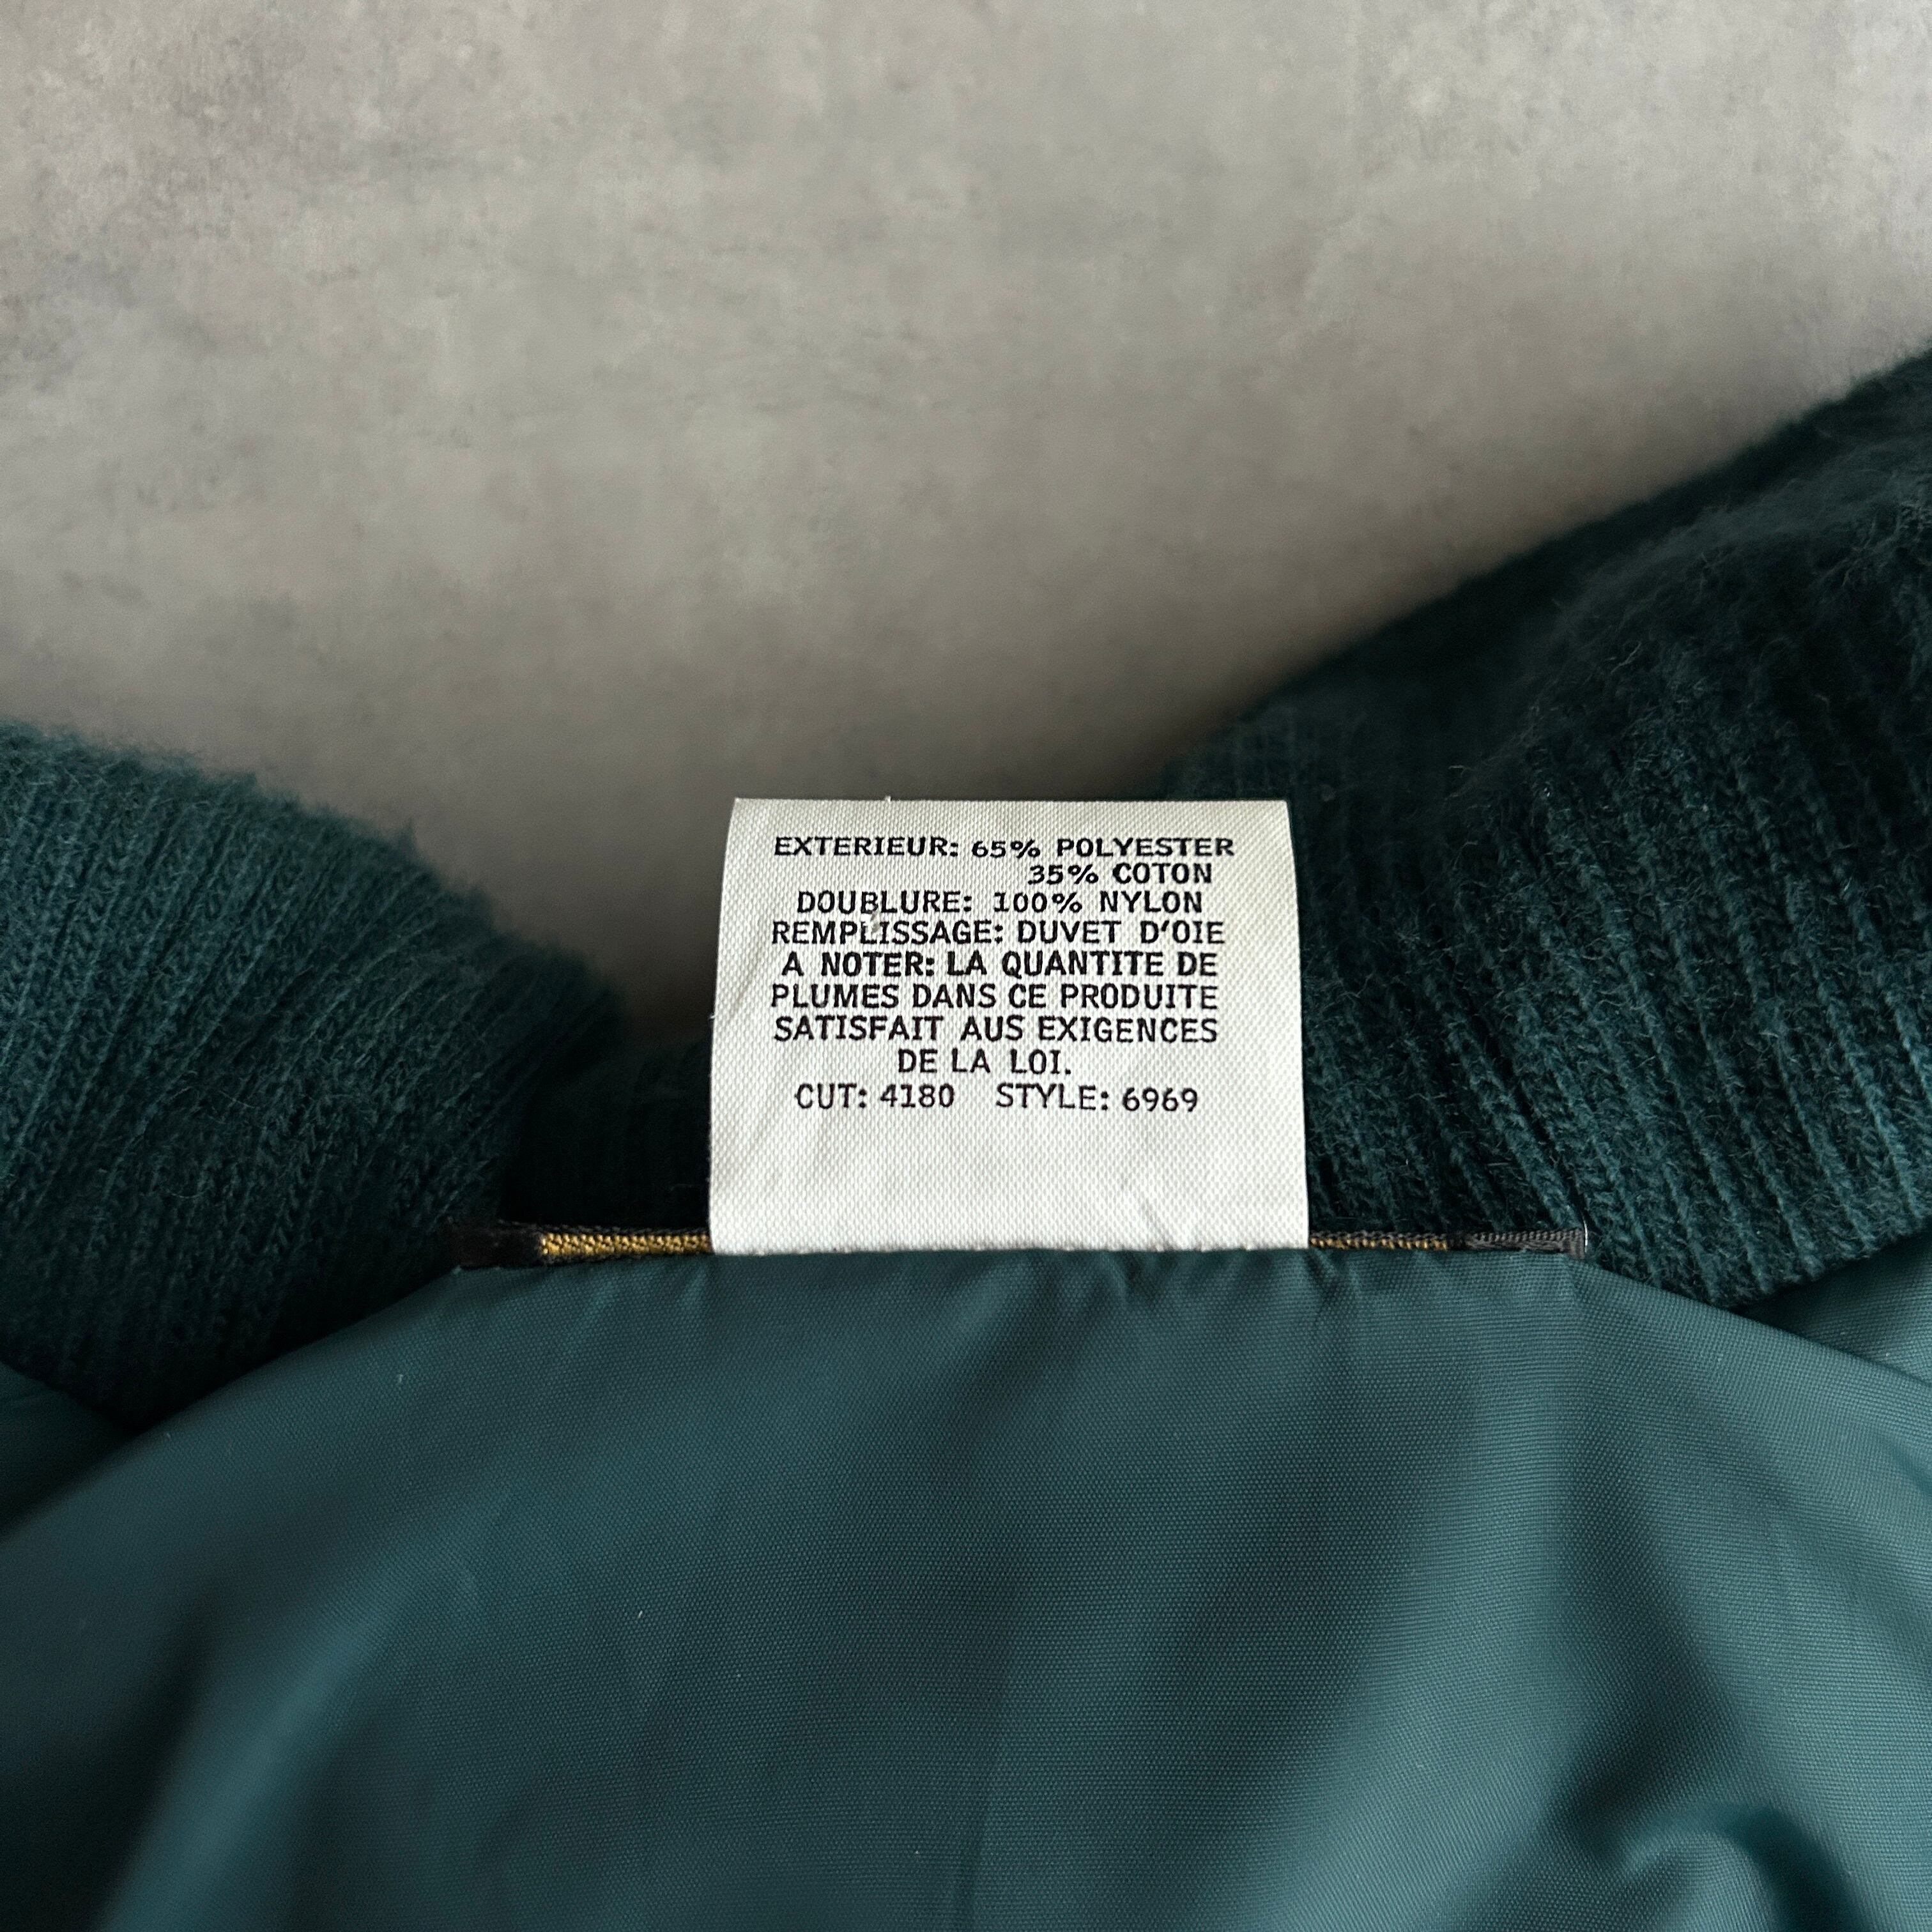 EXTERIEUR: 65% POLYESTER
35% COTON
DOUBLURE: 100% NYLON
REMPLISSAGE: DUVET D'OIE
A NOTER: LA QUANTITE DE
PLUMES DANS CE PRODUITE
SATISFAIT AUS EXIGENCES
DE LA LOI.
CUT: 4180 STYLE: 6969